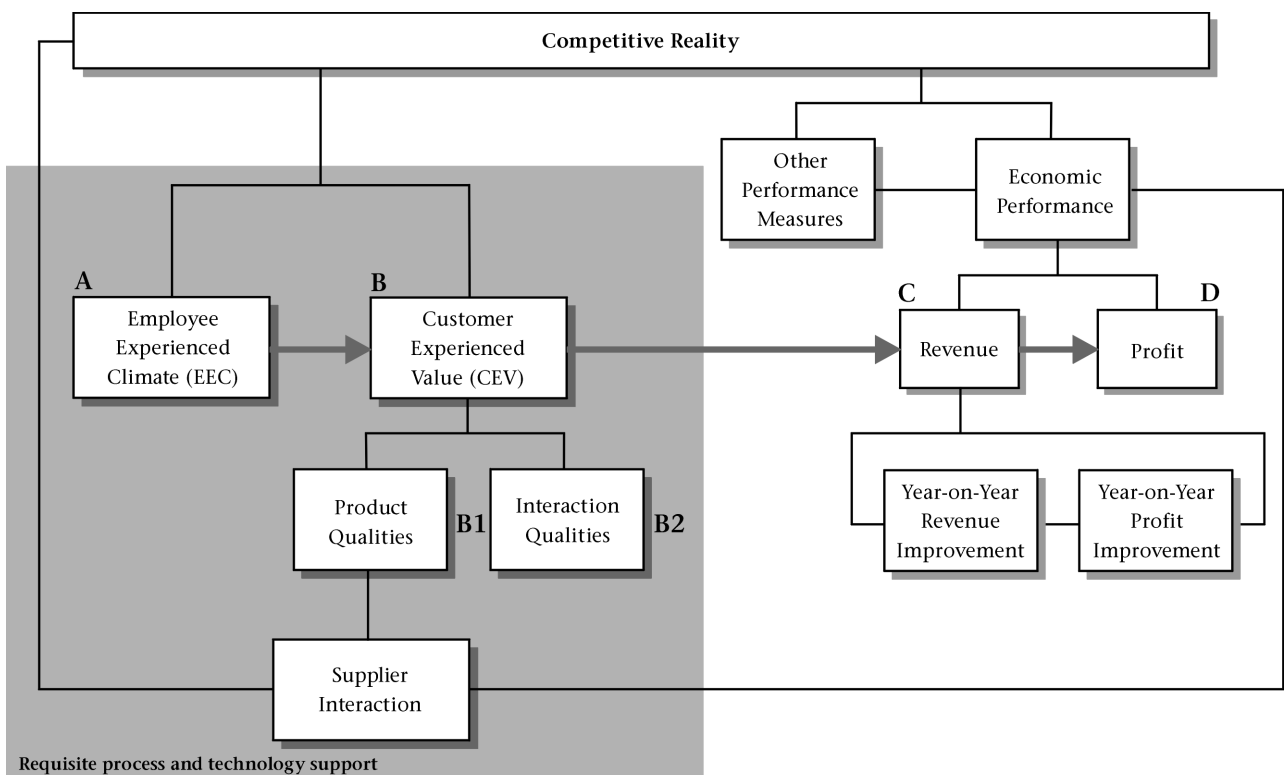 Competitive Reality
Other
Performance
Measures
Economic
Performance
A
Employee
Experienced
Climate (EEC)
B
Customer
Experienced
Value (CEV)
C
Revenue
D
Profit
Product
Qualities
B1
Interaction
Qualities
B2
Year-on-Year
Revenue
Improvement
Year-on-Year
Profit
Improvement
Supplier
Interaction
Requisite process and technology support